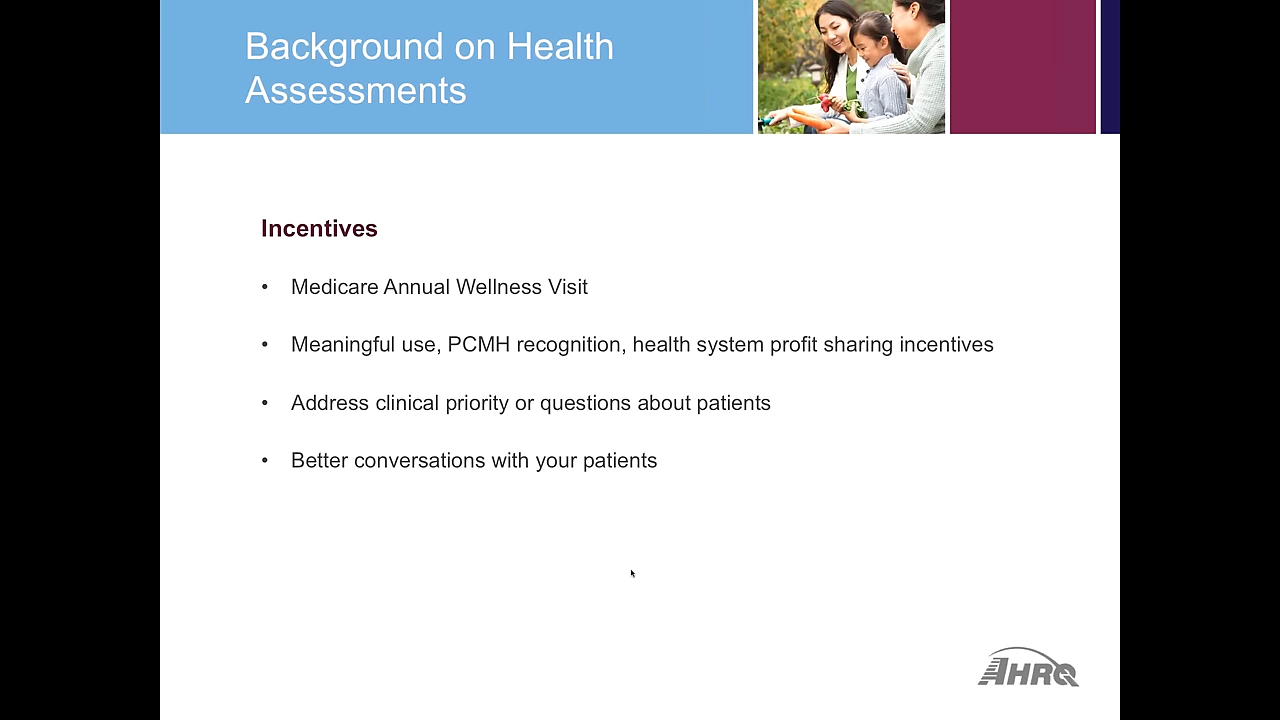 Background on Health
Assessments
Incentives
• Medicare Annual Wellness Visit
• Meaningful use, PCMH recognition, health system profit sharing incentives
• Address clinical priority or questions about patients
• Better conversations with your patients
AHRQ